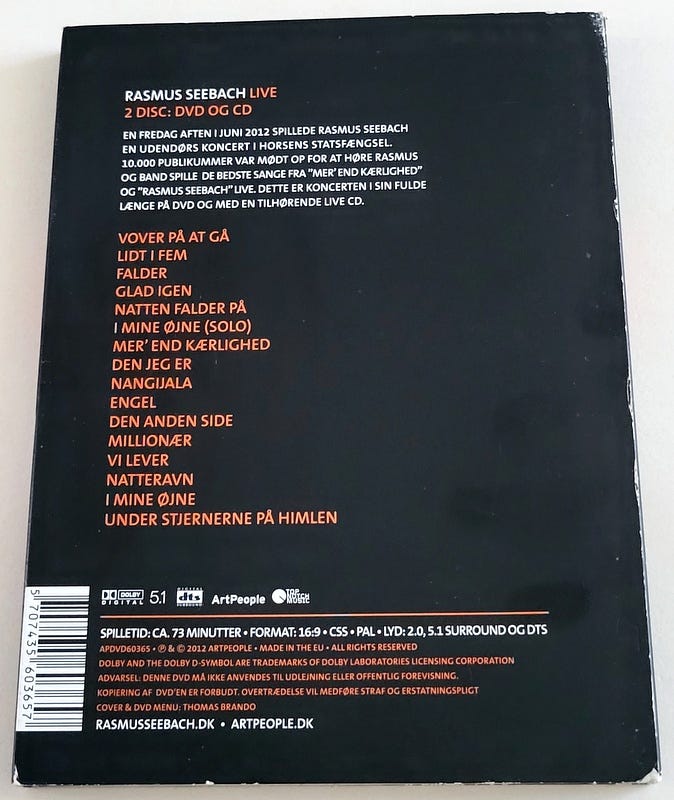 RASMUS SEEBACH LIVE
2 DISC: DVD OG CD
EN FREDAG AFTEN I JUNI 2012 SPILLEDE RASMUS SEEBACH
EN UDENDØRS KONCERT I HORSENS STATSFÆNGSEL.
10.000 PUBLIKUMMER VAR MØDT OP FOR AT HØRE RASMUS
OG BAND SPILLE DE BEDSTE SANGE FRA "MER' END KÆRLIGHED"
OG "RASMUS SEEBACH" LIVE. DETTE ER KONCERTEN I SIN FULDE
LÆNGE PÅ DVD OG MED EN TILHØRENDE LIVE CD.
VOVER PÅ AT GÅ
LIDT I FEM
FALDER
GLAD IGEN
NATTEN FALDER PÅ
I MINE ØJNE (SOLO)
MER' END KÆRLIGHED
DEN JEG ER
NANGIJALA
ENGEL
DEN ANDEN SIDE
MILLIONÆR
VI LEVER
NATTERAVN
I MINE ØJNE
UNDER STJERNERNE PÅ HIMLEN
DOLBY DIGITAL 5.1 DIGITAL dts SURROUND ArtPeople TOP NOTCH MUSIC
SPILLETID: CA. 73 MINUTTER • FORMAT: 16:9 • CSS • PAL • LYD: 2.0, 5.1 SURROUND OG DTS
APDVD60365 • ℗ & © 2012 ARTPEOPLE • MADE IN THE EU • ALL RIGHTS RESERVED
DOLBY AND THE DOLBY D-SYMBOL ARE TRADEMARKS OF DOLBY LABORATORIES LICENSING CORPORATION
ADVARSEL: DENNE DVD MÅ IKKE ANVENDES TIL UDLEJNING ELLER OFFENTLIG FOREVISNING.
KOPIERING AF DVD'EN ER FORBUDT. OVERTRÆDELSE VIL MEDFØRE STRAF OG ERSTATNINGSPLIGT
COVER & DVD MENU: THOMAS BRANDO
RASMUSSEEBACH.DK • ARTPEOPLE.DK
5 707435 603657